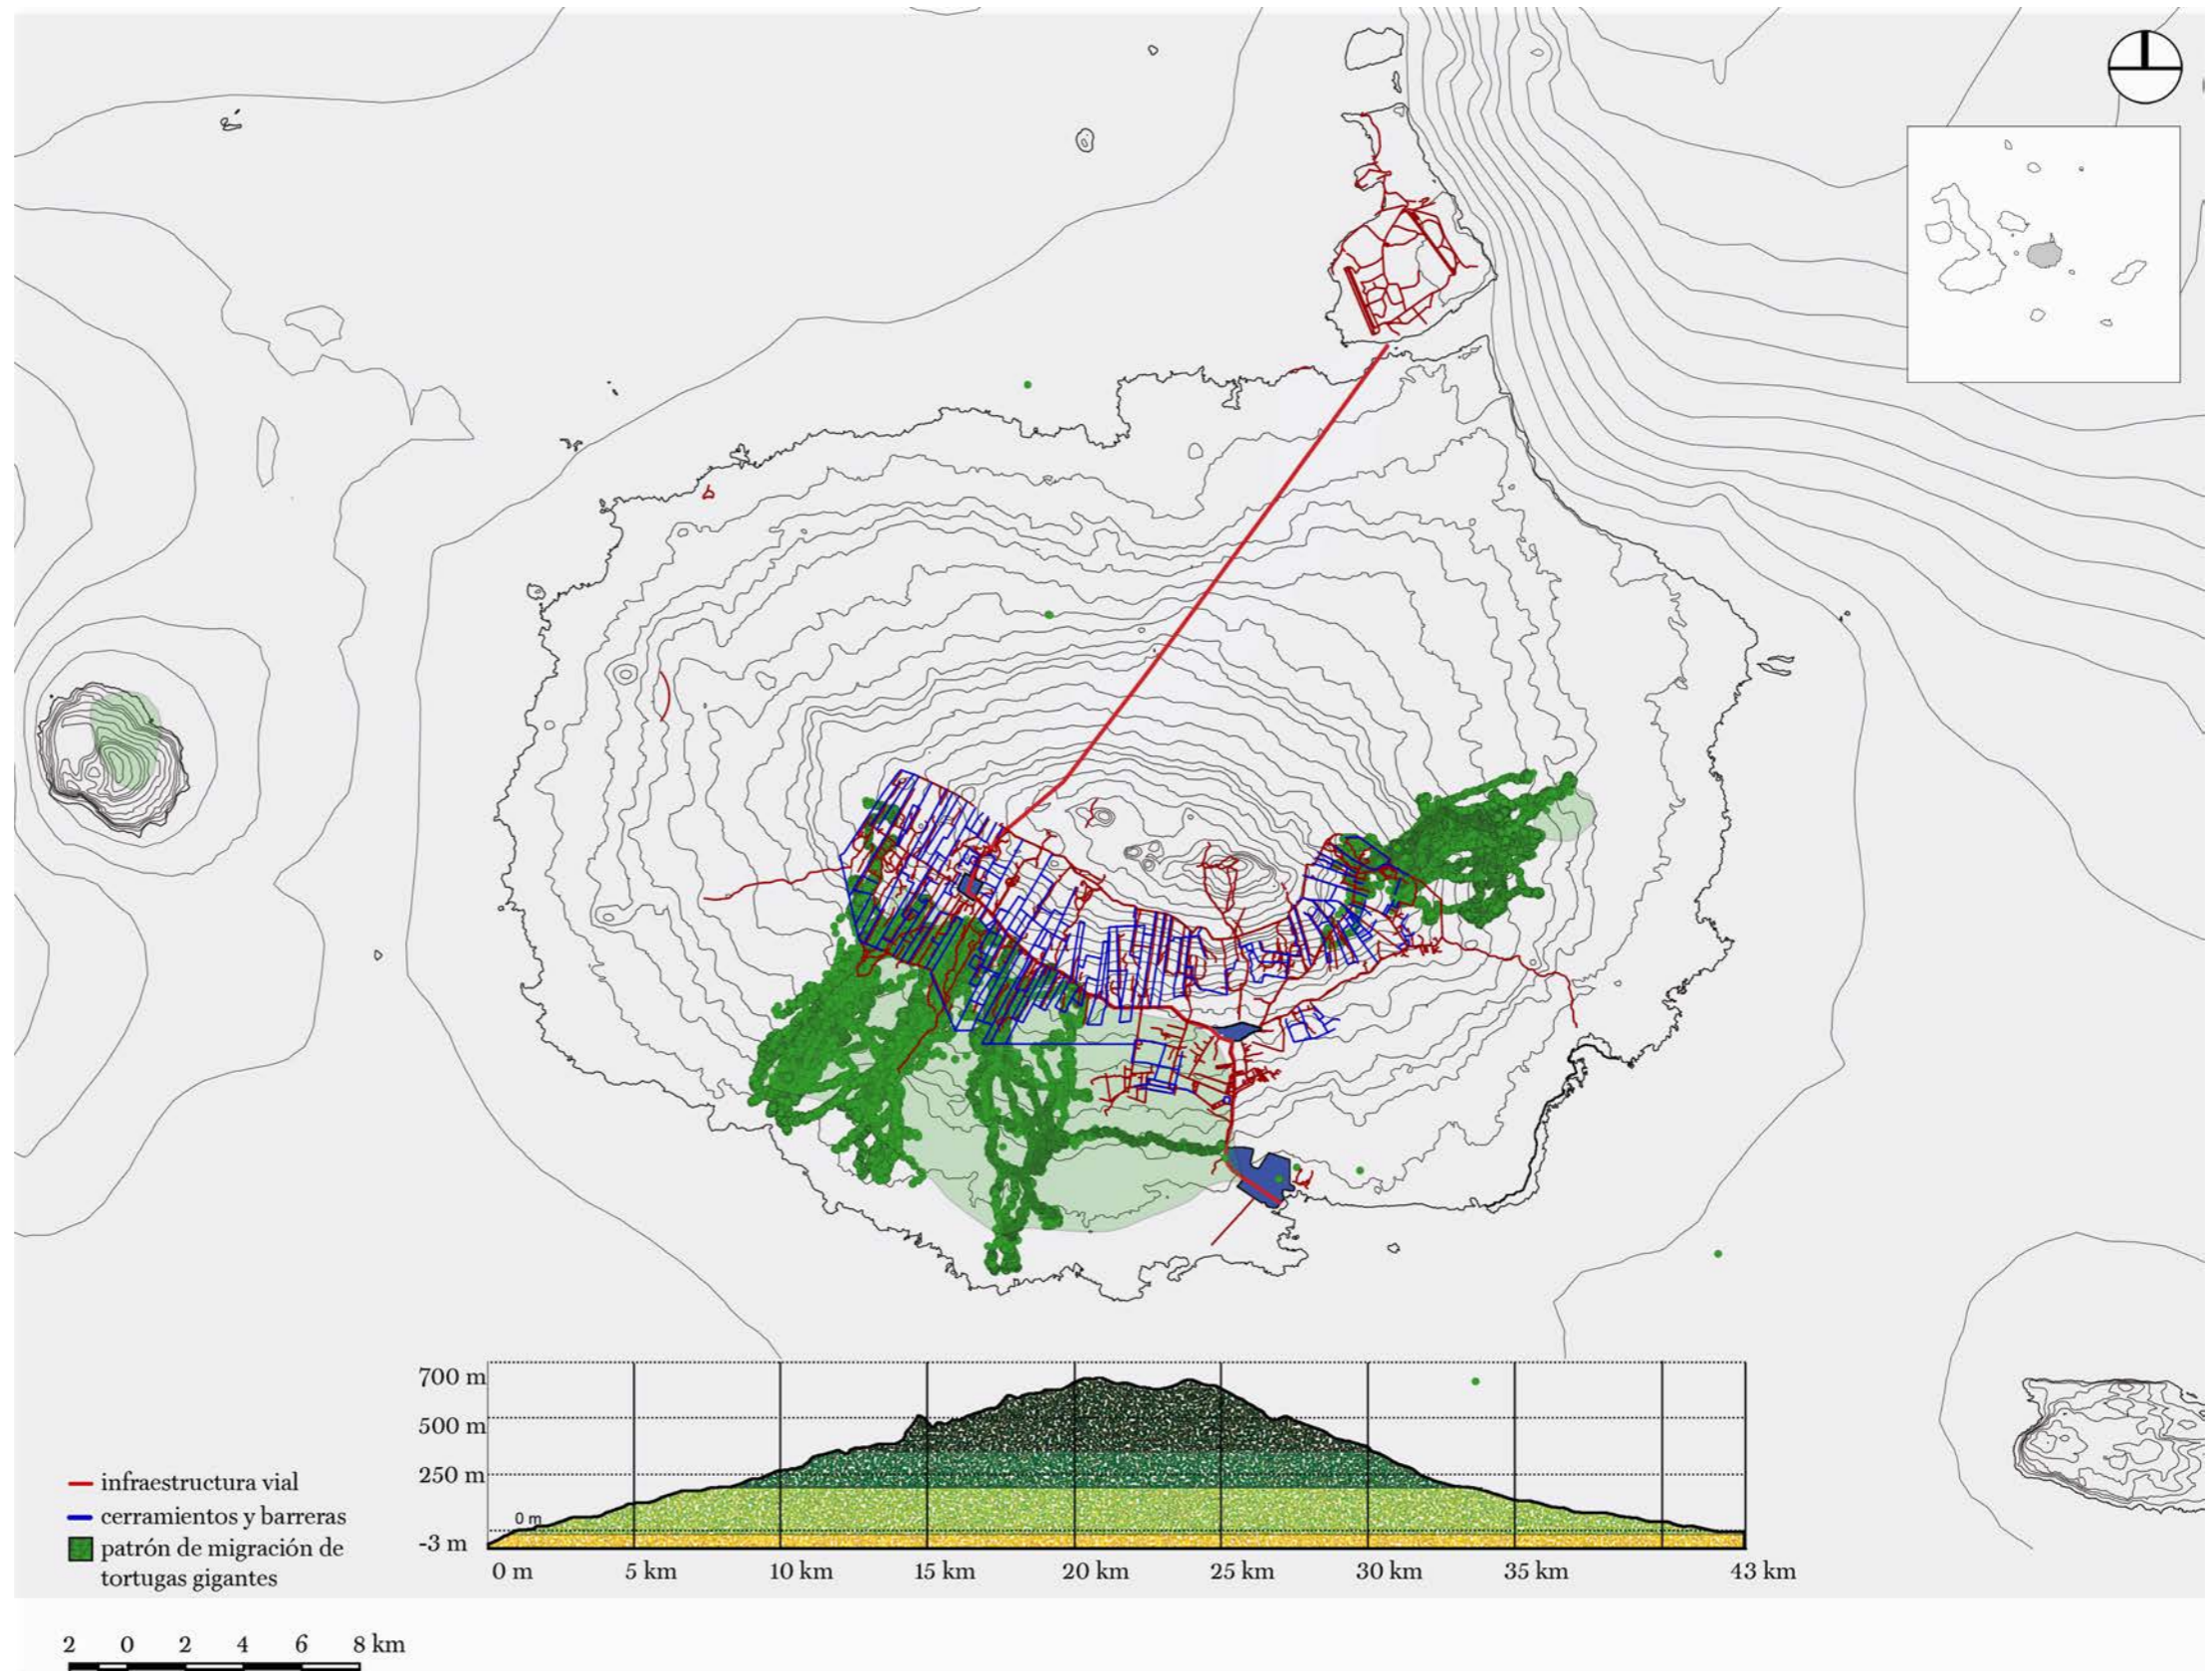 700 m
500 m
250 m
0 m
-3 m
0 m
5 km
10 km
15 km
20 km
25 km
30 km
35 km
43 km
infraestructura vial
cerramientos y barreras
patrón de migración de
tortugas gigantes
2 0 2 4 6 8 km